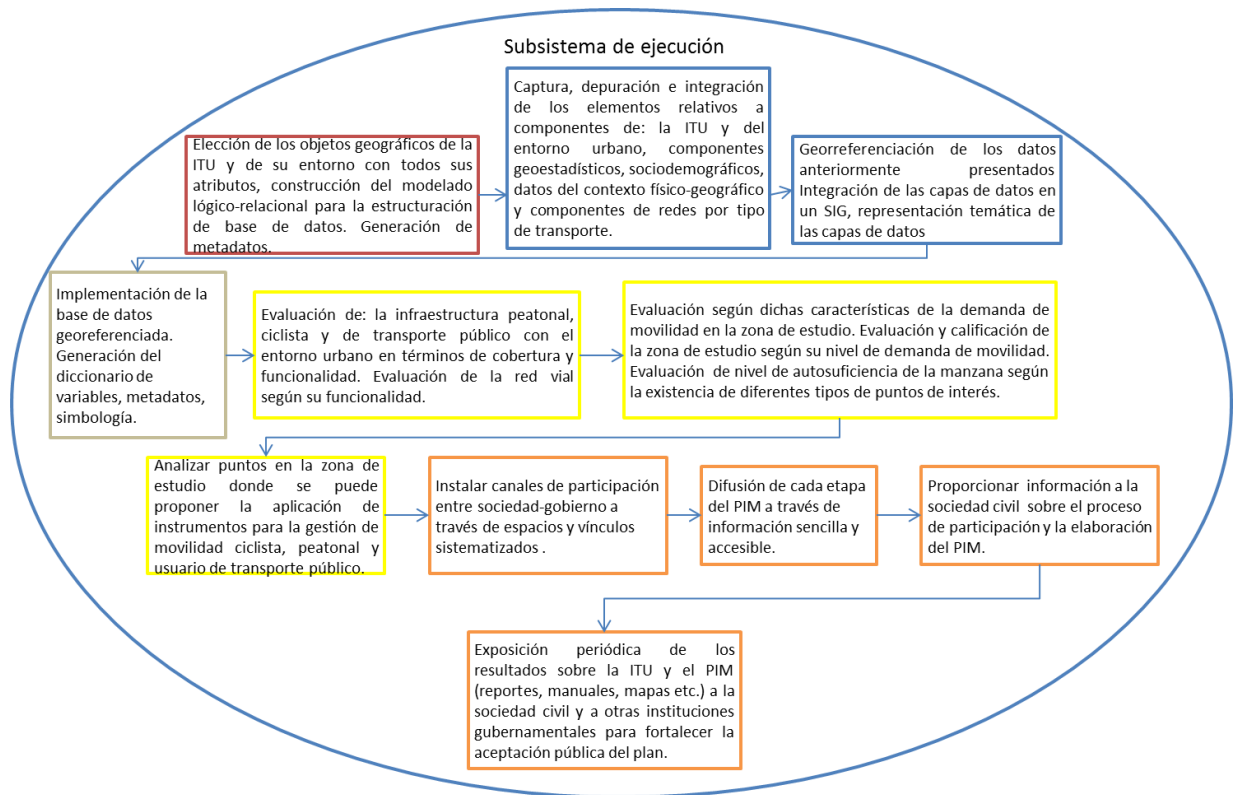 Subsistema de ejecución
Elección de los objetos geográficos de la
ITU y de su entorno con todos sus
atributos, construcción del modelado
lógico-relacional para la estructuración
de base de datos. Generación de
metadatos.
Captura, depuración e integración
de los elementos relativos a
componentes de: la ITU y del
entorno urbano, componentes
geoestadísticos, sociodemográficos,
datos del contexto físico-geográfico
y componentes de redes por tipo
de transporte.
Georreferenciación de los datos
anteriormente presentados
Integración de las capas de datos en
un SIG, representación temática de
las capas de datos
Implementación de la
base de datos
georeferenciada.
Generación del
diccionario de
variables, metadatos,
simbología.
Evaluación de: la infraestructura peatonal,
ciclista y de transporte público con el
entorno urbano en términos de cobertura y
funcionalidad. Evaluación de la red vial
según su funcionalidad.
Evaluación según dichas características de la demanda de
movilidad en la zona de estudio. Evaluación y calificación de
la zona de estudio según su nivel de demanda de movilidad.
Evaluación de nivel de autosuficiencia de la manzana según
la existencia de diferentes tipos de puntos de interés.
Analizar puntos en la zona de
estudio donde se puede
proponer la aplicación de
instrumentos para la gestión de
movilidad ciclista, peatonal y
usuario de transporte público.
Instalar canales de participación
entre sociedad-gobierno a
través de espacios y vínculos
sistematizados .
Difusión de cada etapa
del PIM a través de
información sencilla y
accesible.
Proporcionar información a la
sociedad civil sobre el proceso
de participación y la elaboración
del PIM.
Exposición periódica de los
resultados sobre la ITU y el PIM
(reportes, manuales, mapas etc.) a la
sociedad civil y a otras instituciones
gubernamentales para fortalecer la
aceptación pública del plan.